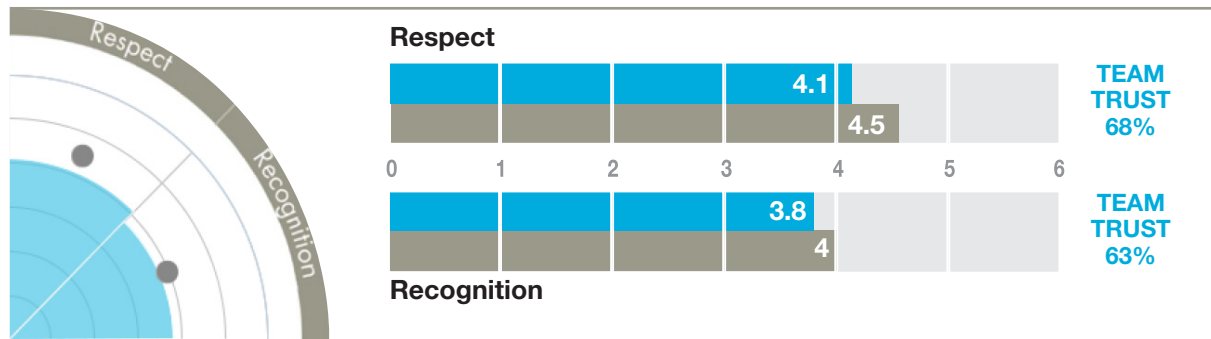 Respect
Recognition
Respect
4.1
4.5
TEAM
TRUST
68%
0 1 2 3 4 5 6
3.8
4
TEAM
TRUST
63%
Recognition